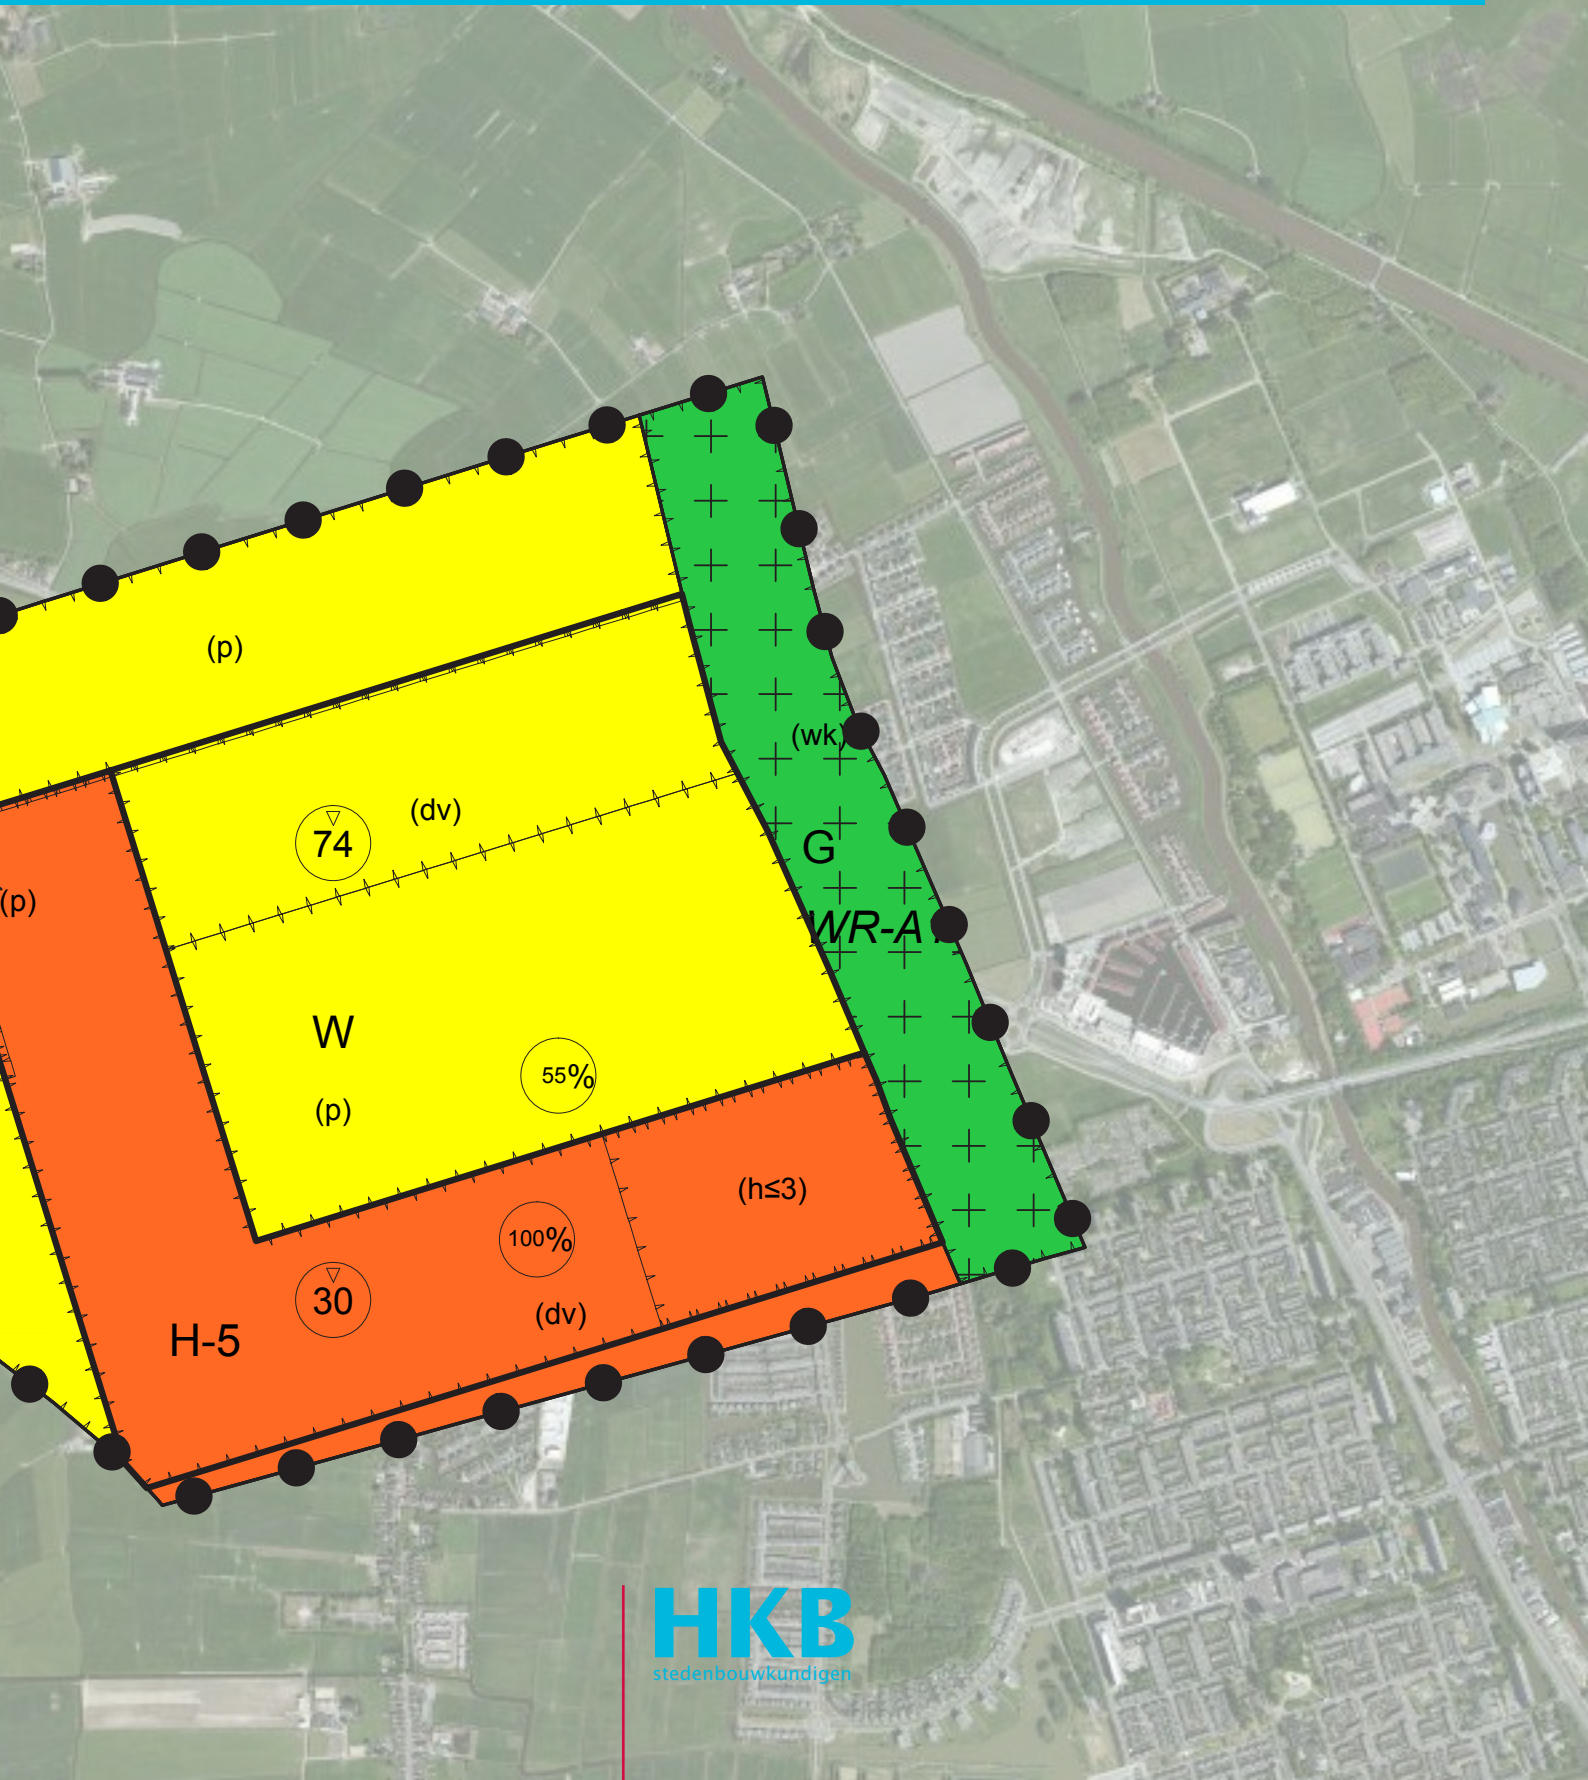 (p)
(wk)
74
(dv)
G
(p)
WR-A
W
55%
(p)
(h≤3)
100%
30
(dv)
H-5
HKB
stedenbouwkundigen